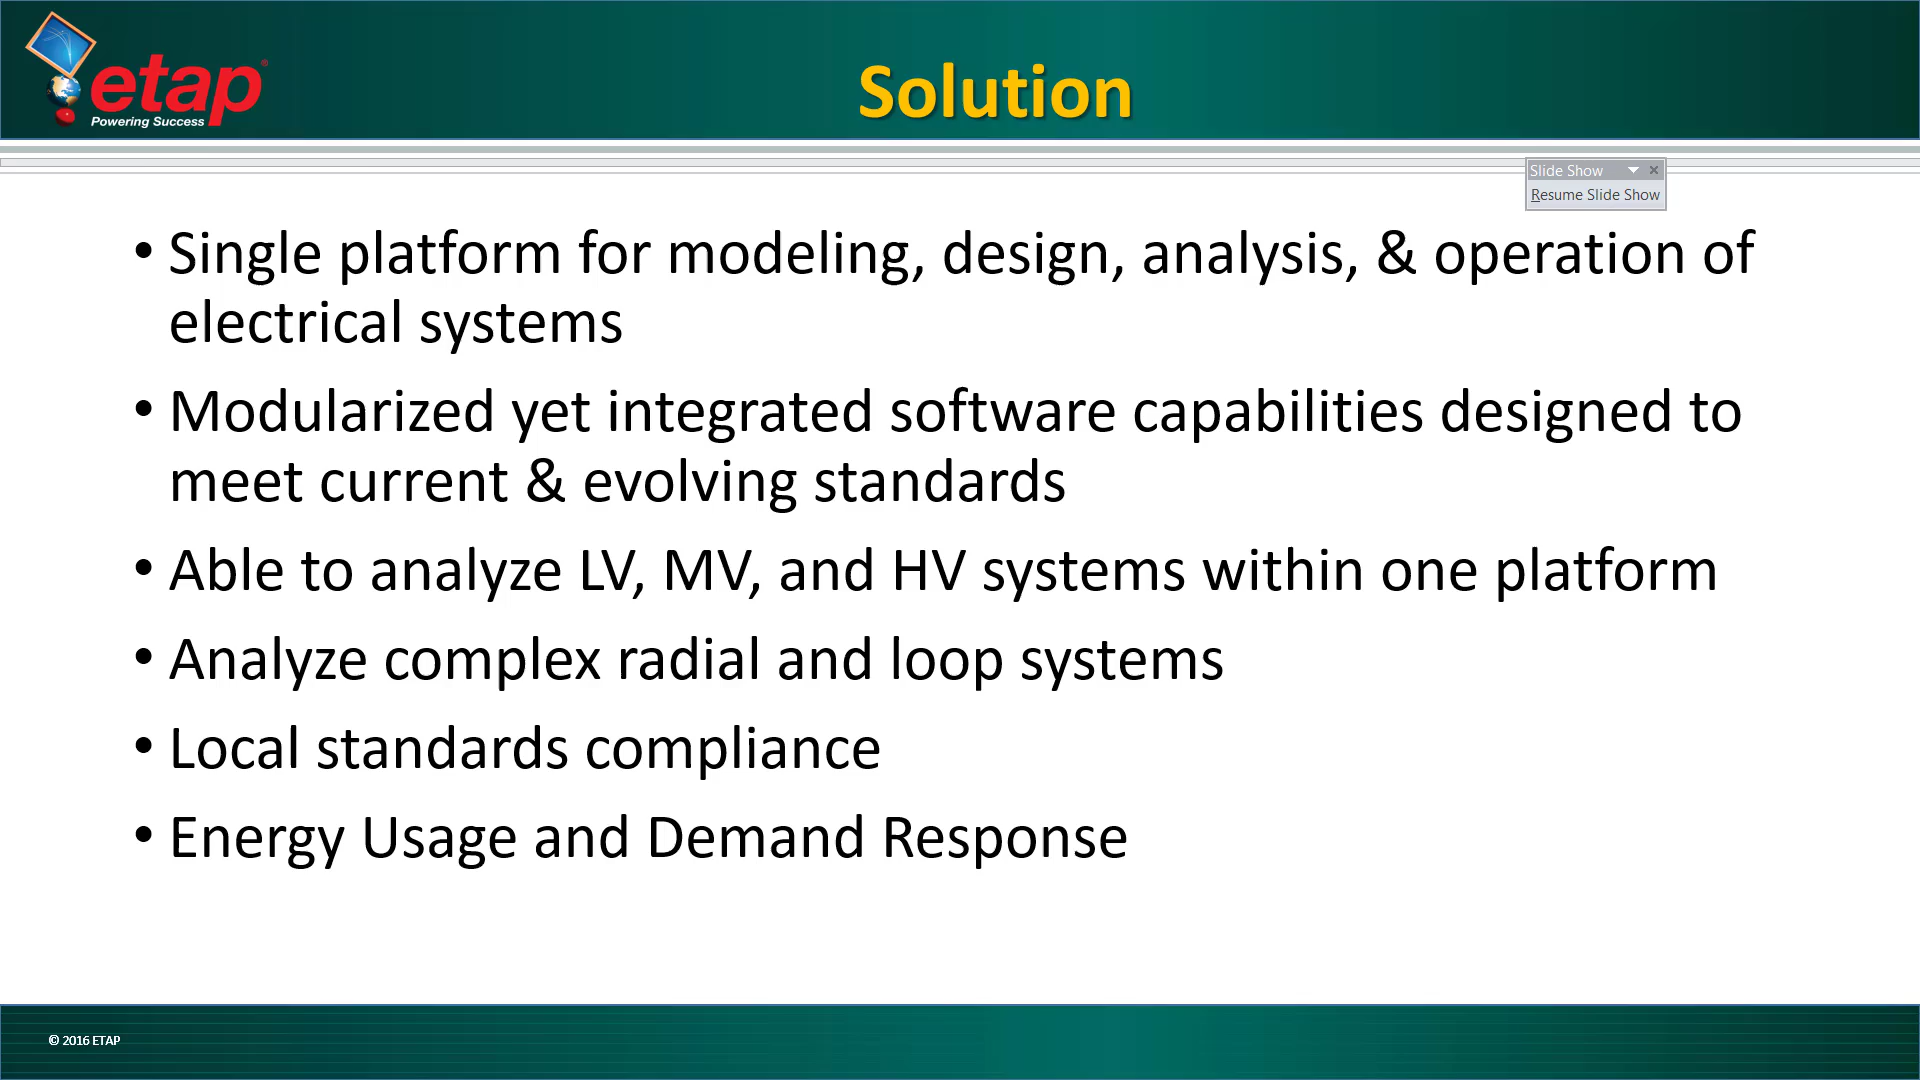 etap®
Powering Success
Solution
Slide Show
Resume Slide Show
• Single platform for modeling, design, analysis, & operation of
electrical systems
• Modularized yet integrated software capabilities designed to
meet current & evolving standards
• Able to analyze LV, MV, and HV systems within one platform
• Analyze complex radial and loop systems
• Local standards compliance
• Energy Usage and Demand Response
© 2016 ETAP